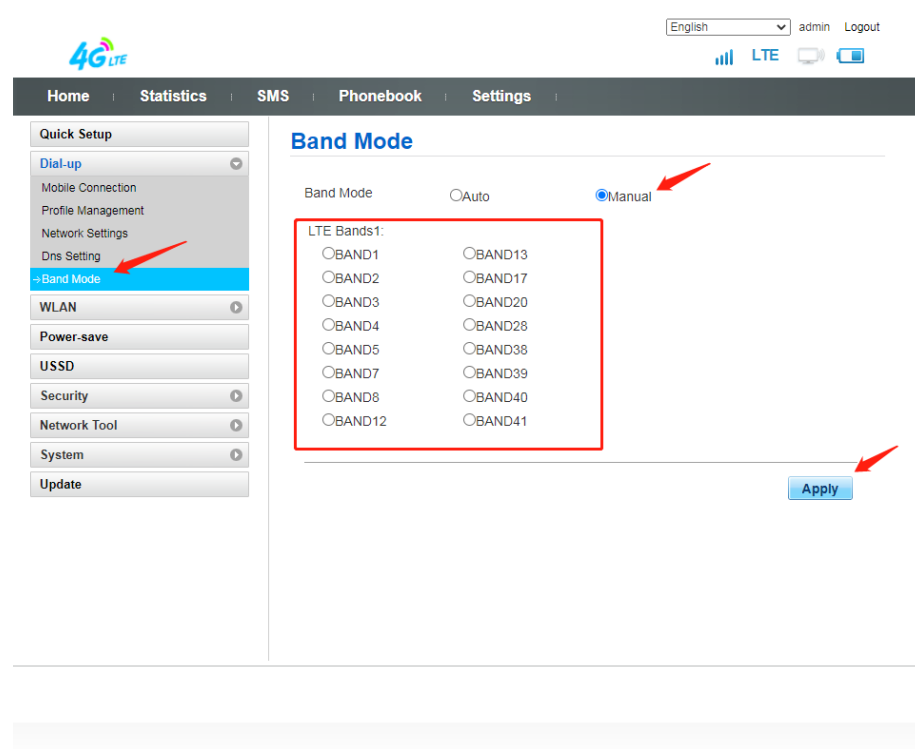 English admin Logout
4G LTE
LTE
Home Statistics SMS Phonebook Settings
Quick Setup
Dial-up
Mobile Connection
Profile Management
Network Settings
Dns Setting
→Band Mode
WLAN
Power-save
USSD
Security
Network Tool
System
Update
Band Mode
Band Mode Auto Manual
LTE Bands1:
BAND1 BAND13
BAND2 BAND17
BAND3 BAND20
BAND4 BAND28
BAND5 BAND38
BAND7 BAND39
BAND8 BAND40
BAND12 BAND41
Apply